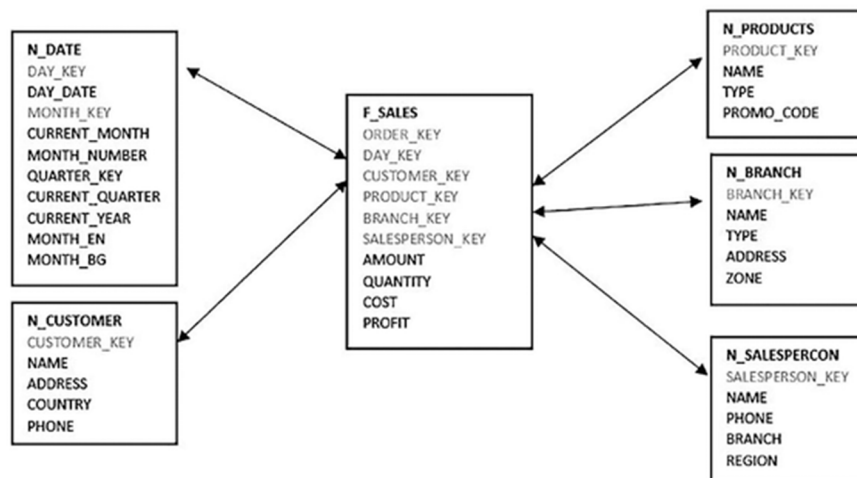 N_DATE
DAY_KEY
DAY_DATE
MONTH_KEY
CURRENT_MONTH
MONTH_NUMBER
QUARTER_KEY
CURRENT_QUARTER
CURRENT_YEAR
MONTH_EN
MONTH_BG
N_CUSTOMER
CUSTOMER_KEY
NAME
ADDRESS
COUNTRY
PHONE
F_SALES
ORDER_KEY
DAY_KEY
CUSTOMER_KEY
PRODUCT_KEY
BRANCH_KEY
SALESPERSON_KEY
AMOUNT
QUANTITY
COST
PROFIT
N_PRODUCTS
PRODUCT_KEY
NAME
TYPE
PROMO_CODE
N_BRANCH
BRANCH_KEY
NAME
TYPE
ADDRESS
ZONE
N_SALESPERCON
SALESPERSON_KEY
NAME
PHONE
BRANCH
REGION